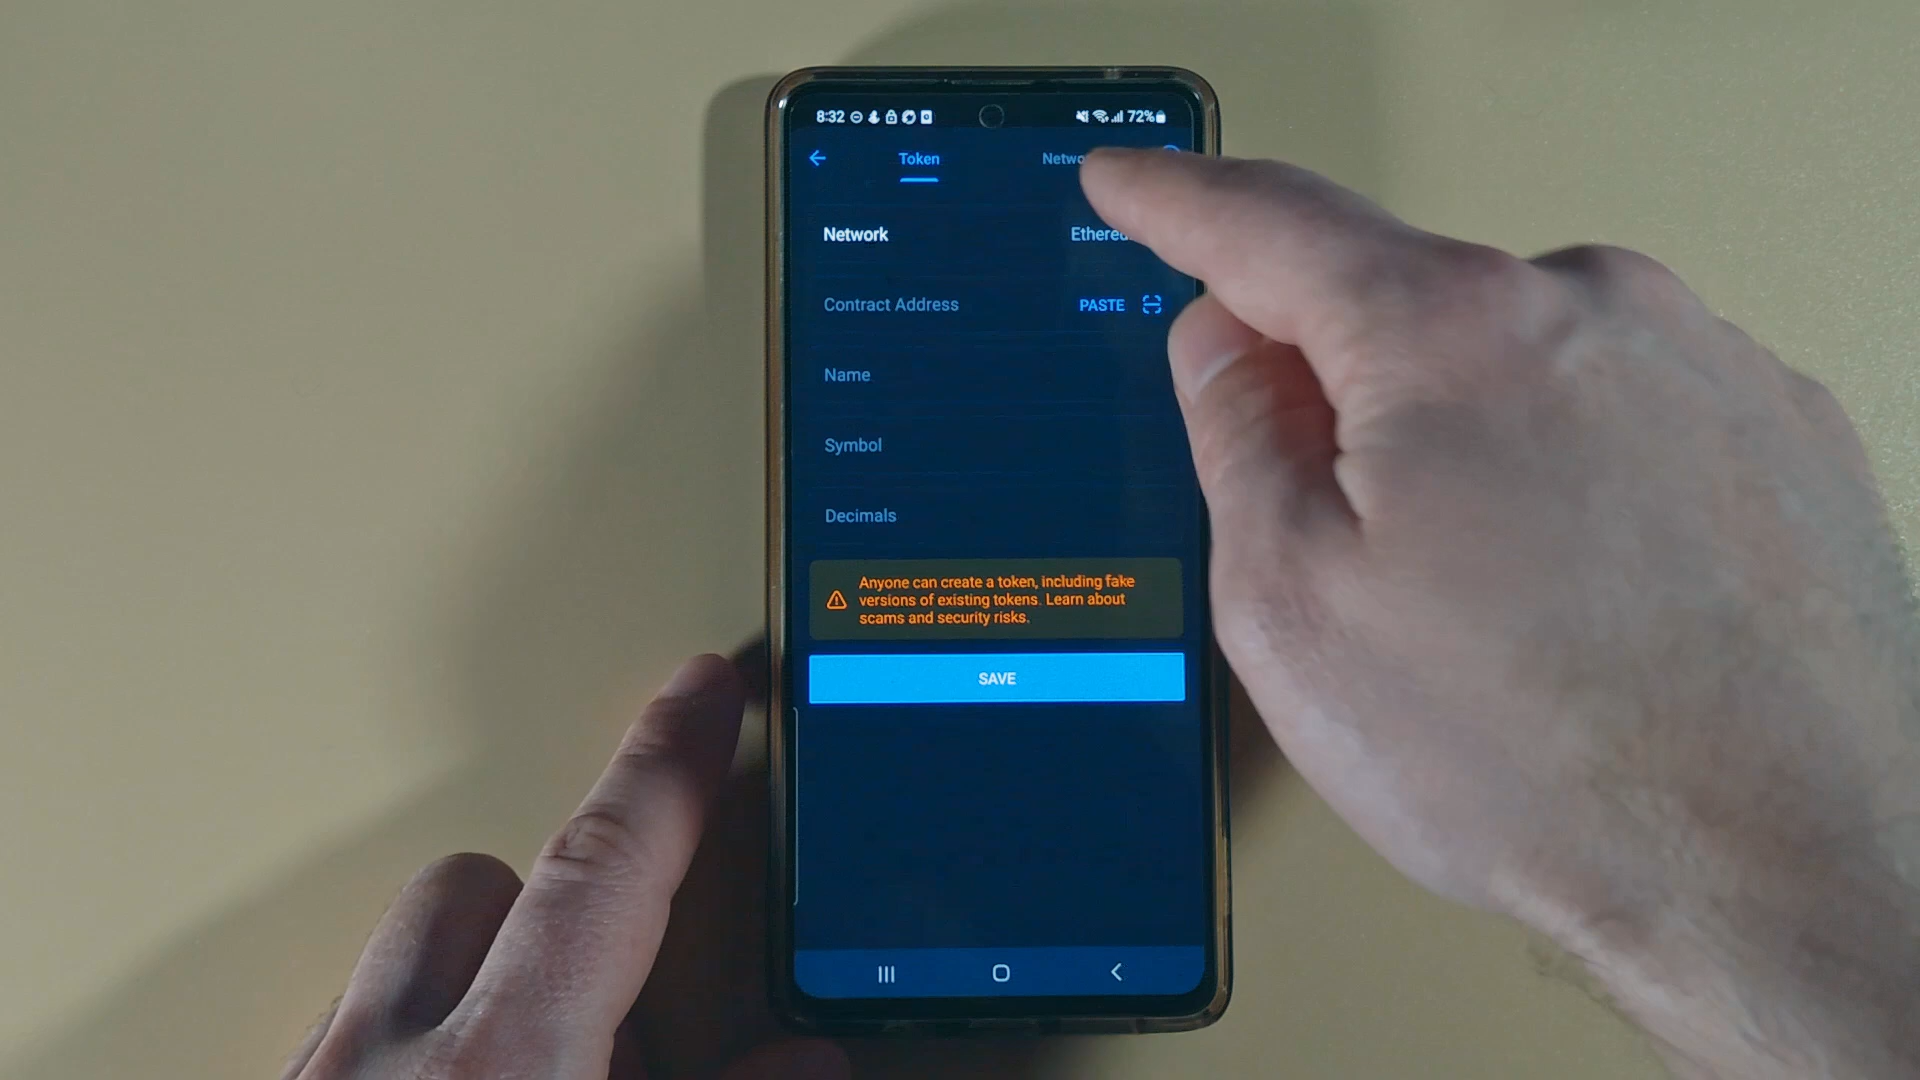 8:32 72%
Token
Network Ethereu
Contract Address PASTE
Name
Symbol
Decimals
Anyone can create a token, including fake
versions of existing tokens. Learn about
scams and security risks.
SAVE